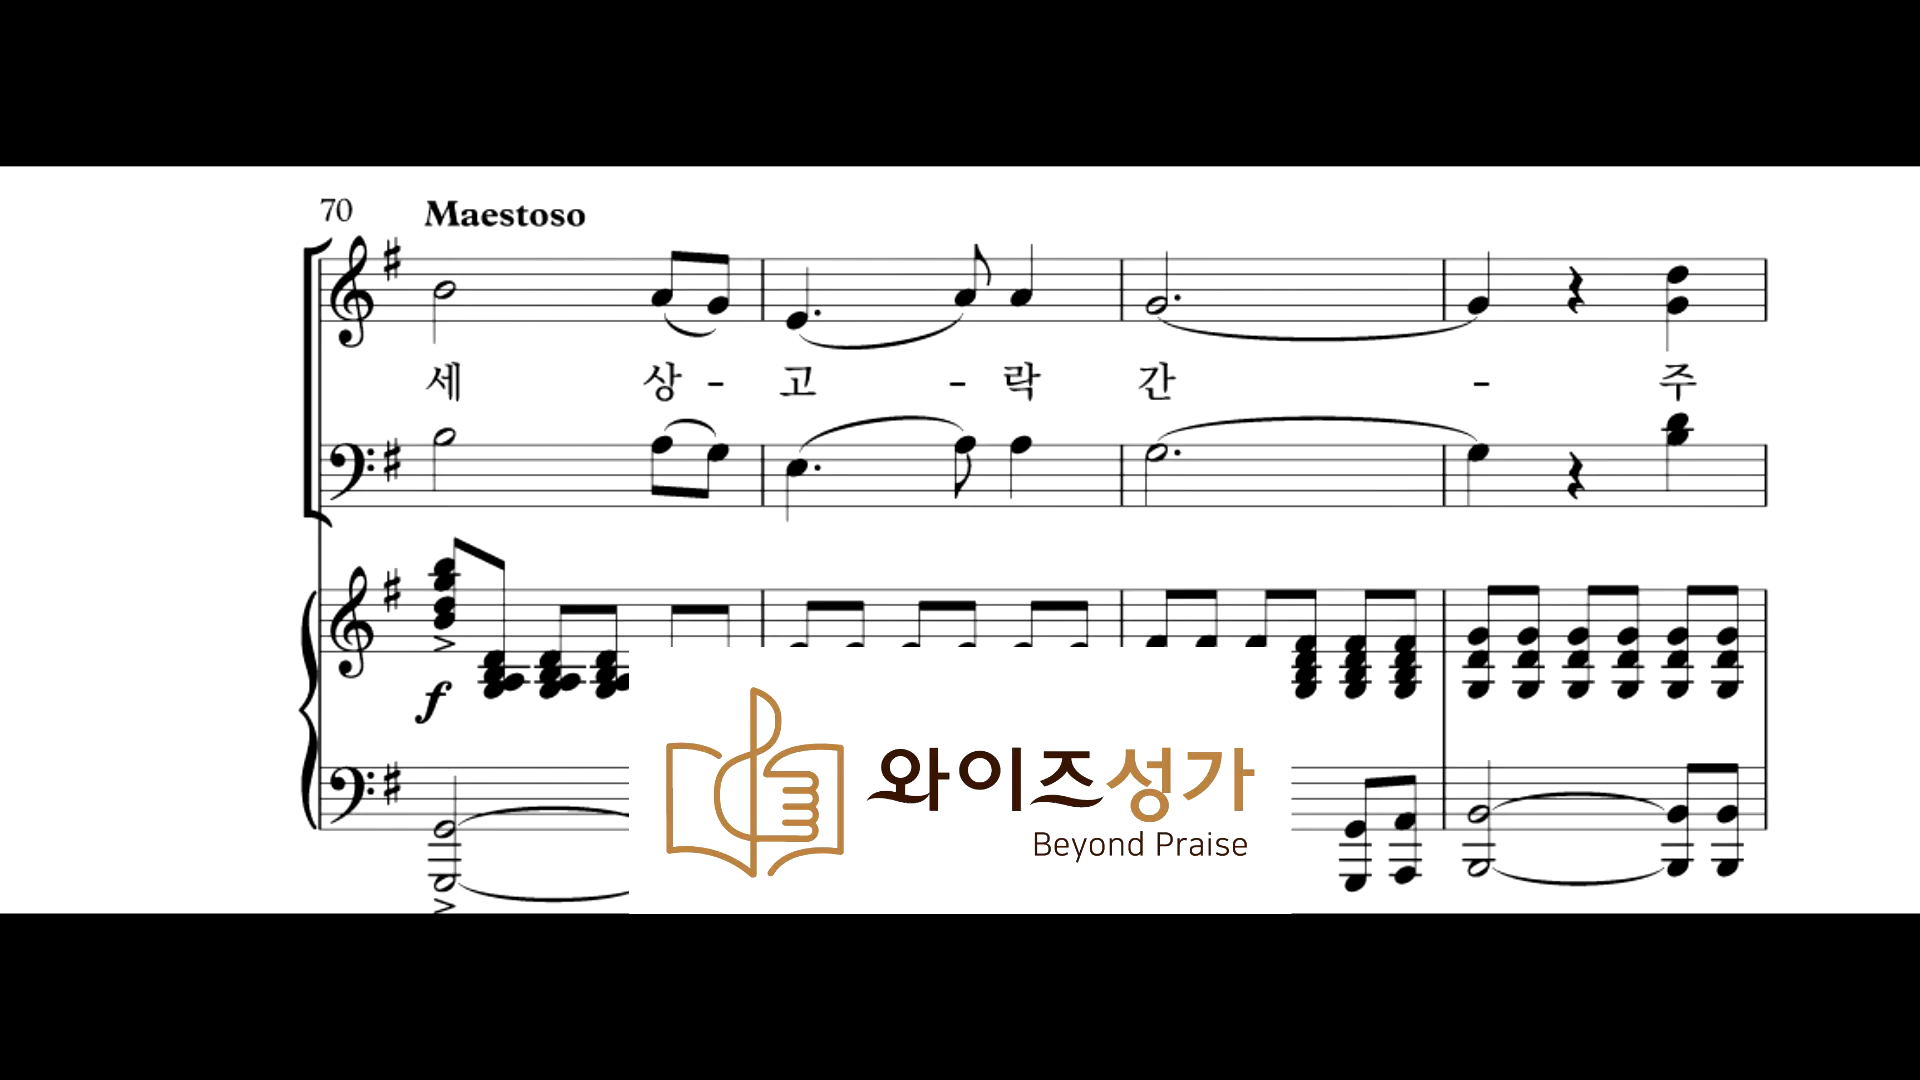 70 Maestoso
세 상 - 고 - 락 간 - 주
f
와이즈성가
Beyond Praise